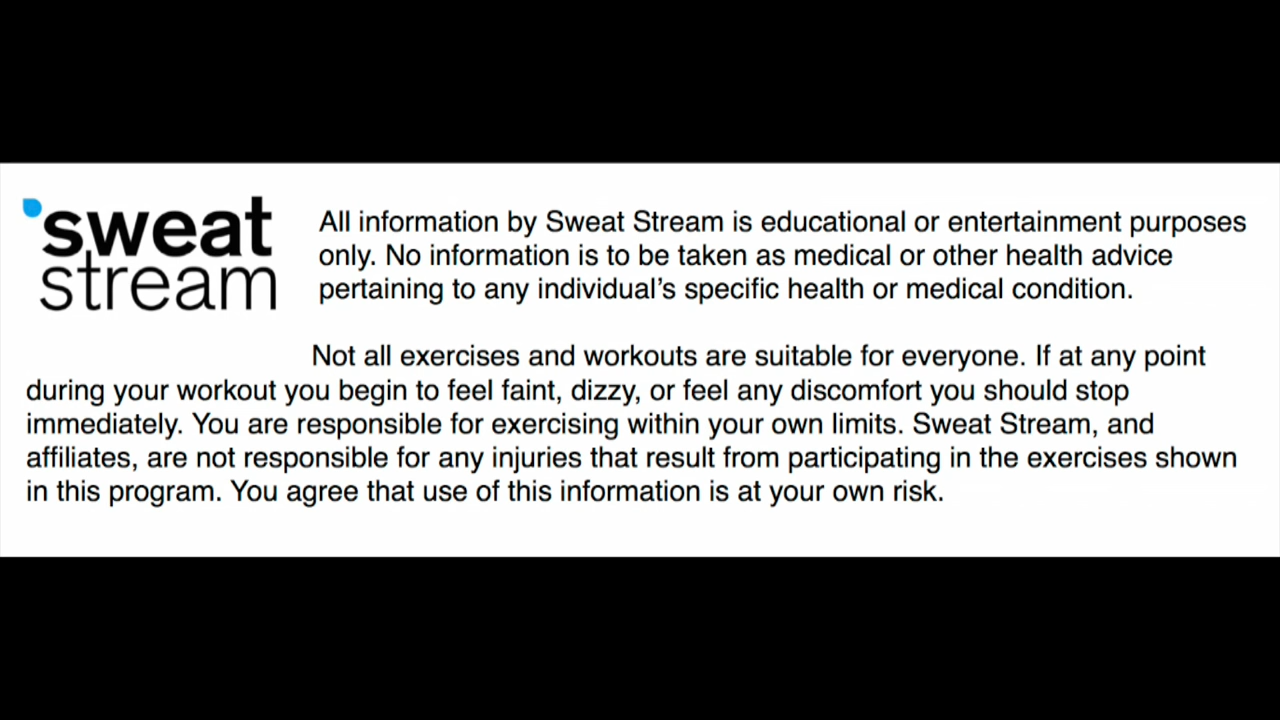 sweat
stream
All information by Sweat Stream is educational or entertainment purposes
only. No information is to be taken as medical or other health advice
pertaining to any individual’s specific health or medical condition.
Not all exercises and workouts are suitable for everyone. If at any point
during your workout you begin to feel faint, dizzy, or feel any discomfort you should stop
immediately. You are responsible for exercising within your own limits. Sweat Stream, and
affiliates, are not responsible for any injuries that result from participating in the exercises shown
in this program. You agree that use of this information is at your own risk.